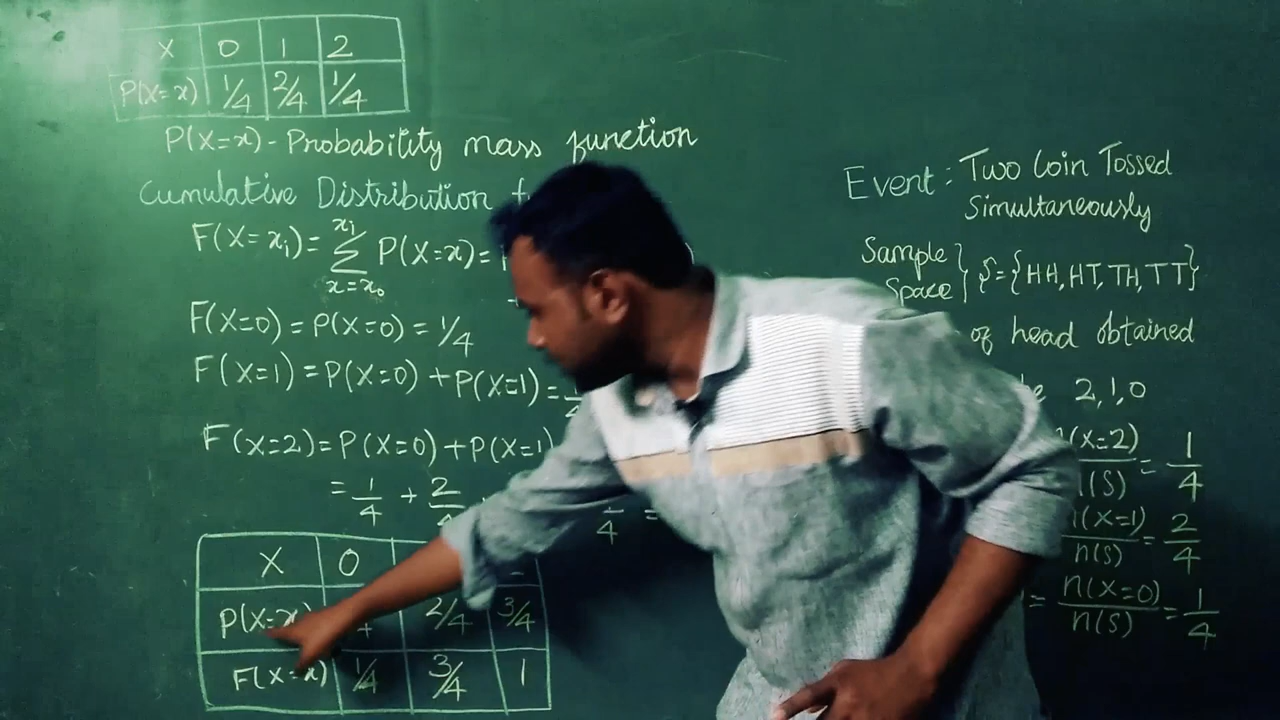 X 0 1 2
P(X=x) 1/4 2/4 1/4
P(X=x) - Probability mass function
Cumulative Distribution
F(X=xᵢ) = Σ_{x=x₀}^{xᵢ} P(X=x) =
F(X=0) = P(X=0) = 1/4
F(X=1) = P(X=0) + P(X=1) =
F(X=2) = P(X=0) + P(X=1)
= 1/4 + 2/4
X 0
P(X=x) 2/4 3/4
F(X=x) 1/4 3/4 1
Event : Two Coin Tossed
Simultaneously
Sample
Space } S = {HH, HT, TH, TT}
of head obtained
2, 1, 0
n(X=2)/n(S) = 1/4
n(X=1)/n(S) = 2/4
= n(X=0)/n(S) = 1/4